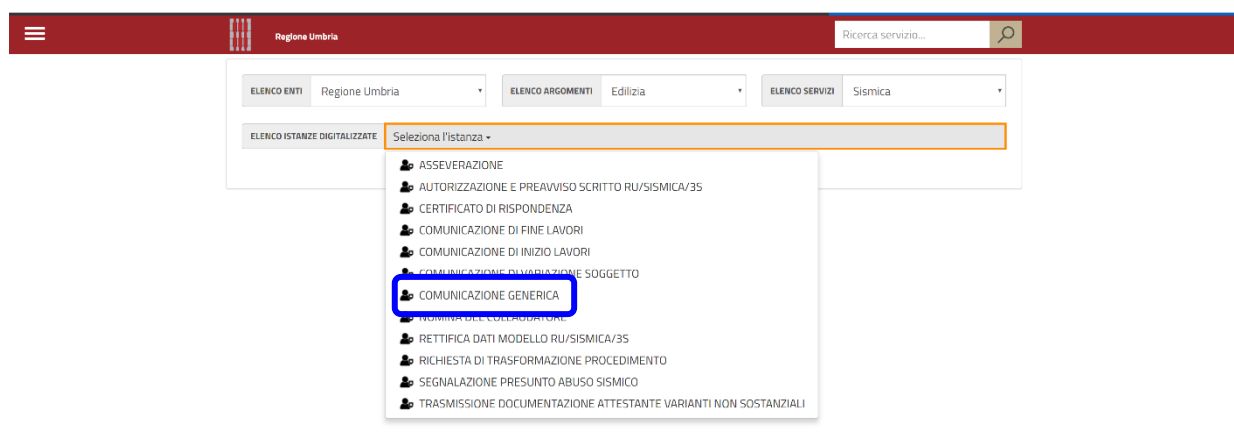 Regione Umbria
Ricerca servizio...
ELENCO ENTI Regione Umbria ELENCO ARGOMENTI Edilizia ELENCO SERVIZI Sismica
ELENCO ISTANZE DIGITALIZZATE Seleziona l'istanza
ASSEVERAZIONE
AUTORIZZAZIONE E PREAVVISO SCRITTO RU/SISMICA/3S
CERTIFICATO DI RISPONDENZA
COMUNICAZIONE DI FINE LAVORI
COMUNICAZIONE DI INIZIO LAVORI
COMUNICAZIONE DI VARIAZIONE SOGGETTO
COMUNICAZIONE GENERICA
NOMINA DEL COLLAUDATORE
RETTIFICA DATI MODELLO RU/SISMICA/3S
RICHIESTA DI TRASFORMAZIONE PROCEDIMENTO
SEGNALAZIONE PRESUNTO ABUSO SISMICO
TRASMISSIONE DOCUMENTAZIONE ATTESTANTE VARIANTI NON SOSTANZIALI